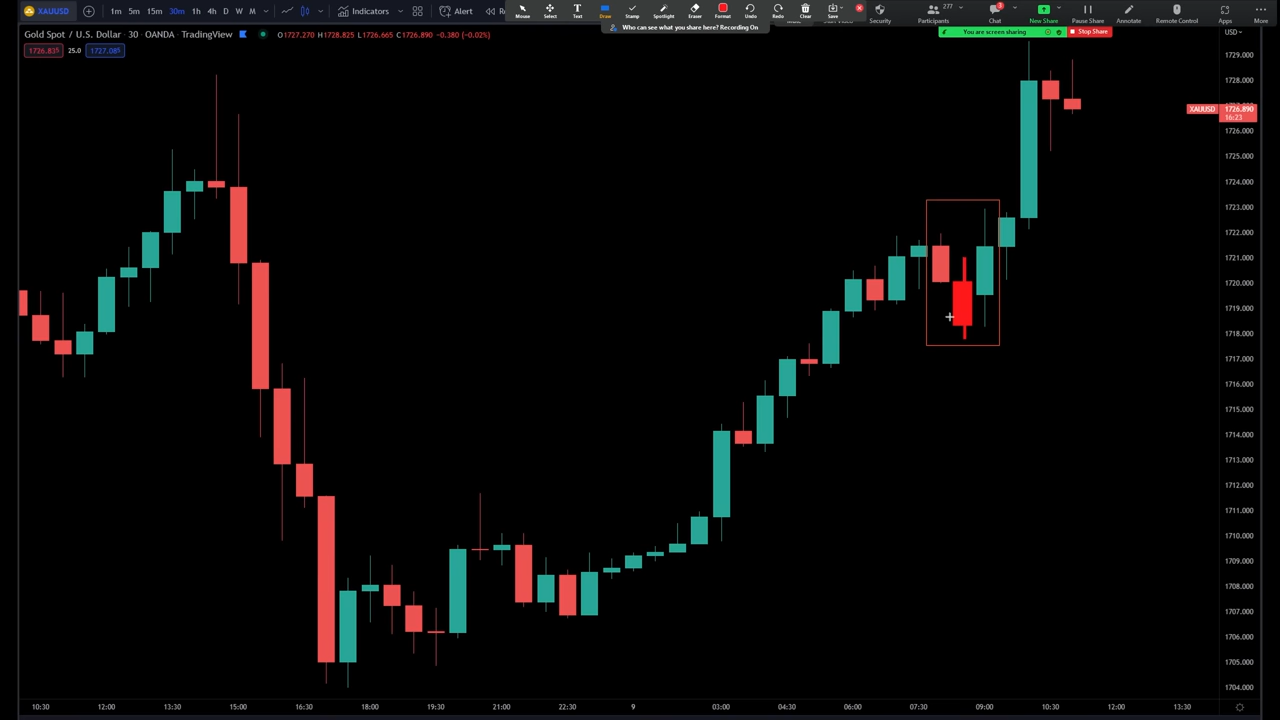 XAUUSD 1m 5m 15m 30m 1h 4h D W M Indicators Alert
Mouse Select Text Draw Stamp Spotlight Eraser Format Undo Redo Clear Save
Security Participants 277 Chat 3 New Share Pause Share Annotate Remote Control Apps More
Who can see what you share here? Recording On
You are screen sharing Stop Share
Gold Spot / U.S. Dollar · 30 · OANDA · TradingView O1727.270 H1728.825 L1726.665 C1726.890 −0.380 (−0.02%)
USD
1726.835 25.0 1727.085
1729.000
1728.000
XAUUSD 1726.890
16:23
1726.000
1725.000
1724.000
1723.000
1722.000
1721.000
1720.000
1719.000
1718.000
1717.000
1716.000
1715.000
1714.000
1713.000
1712.000
1711.000
1710.000
1709.000
1708.000
1707.000
1706.000
1705.000
1704.000
10:30 12:00 13:30 15:00 16:30 18:00 19:30 21:00 22:30 9 03:00 04:30 06:00 07:30 09:00 10:30 12:00 13:30